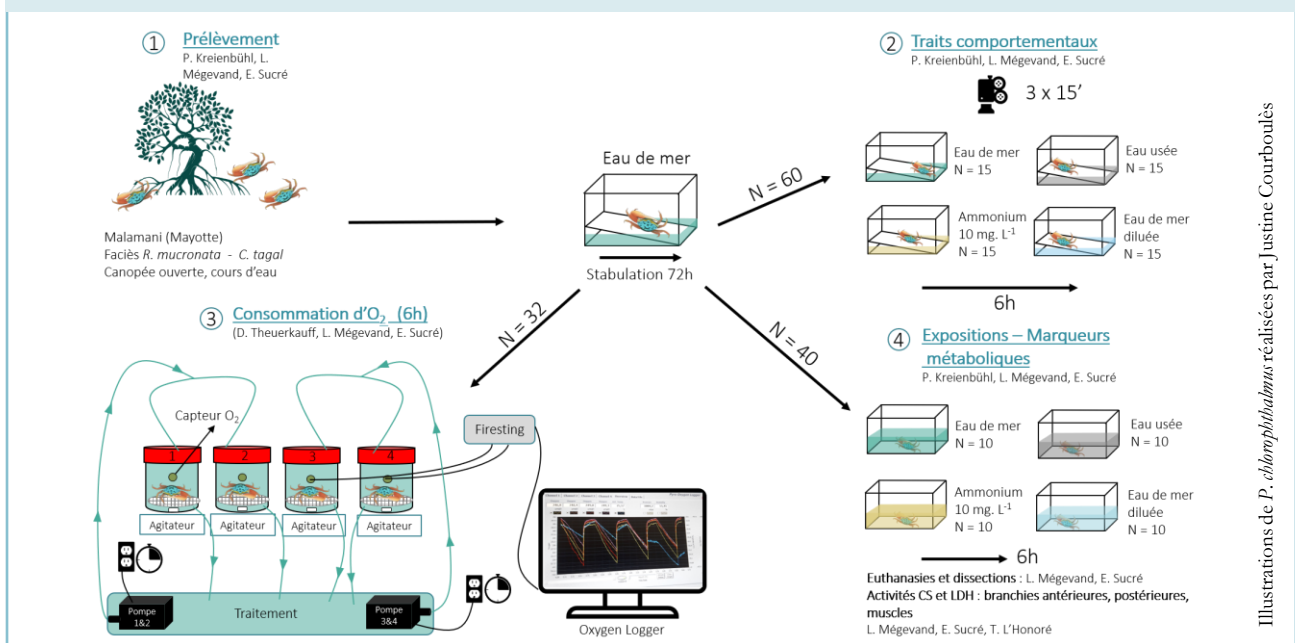 ① Prélèvement
P. Kreienbühl, L.
Mégevand, E. Sucré
Malamani (Mayotte)
Faciès R. mucronata - C. tagal
Canopée ouverte, cours d'eau
Eau de mer
Stabulation 72h
N = 60
N = 32
N = 40
② Traits comportementaux
P. Kreienbühl, L. Mégevand, E. Sucré
3 x 15'
Eau de mer
N = 15
Eau usée
N = 15
Ammonium
10 mg. L⁻¹
N = 15
Eau de mer
diluée
N = 15
6h
③ Consommation d'O₂ (6h)
(D. Theuerkauff, L. Mégevand, E. Sucré)
Capteur O₂
1
2
3
4
Agitateur
Agitateur
Agitateur
Agitateur
Firesting
Pompe
1&2
Traitement
Pompe
3&4
Oxygen Logger
④ Expositions – Marqueurs
métaboliques
P. Kreienbühl, L. Mégevand, E. Sucré
Eau de mer
N = 10
Eau usée
N = 10
Ammonium
10 mg. L⁻¹
N = 10
Eau de mer
diluée
N = 10
6h
Euthanasies et dissections : L. Mégevand, E. Sucré
Activités CS et LDH : branchies antérieures, postérieures,
muscles
L. Mégevand, E. Sucré, T. L'Honoré
Illustrations de P. chlorophthalmus réalisées par Justine Courboulès